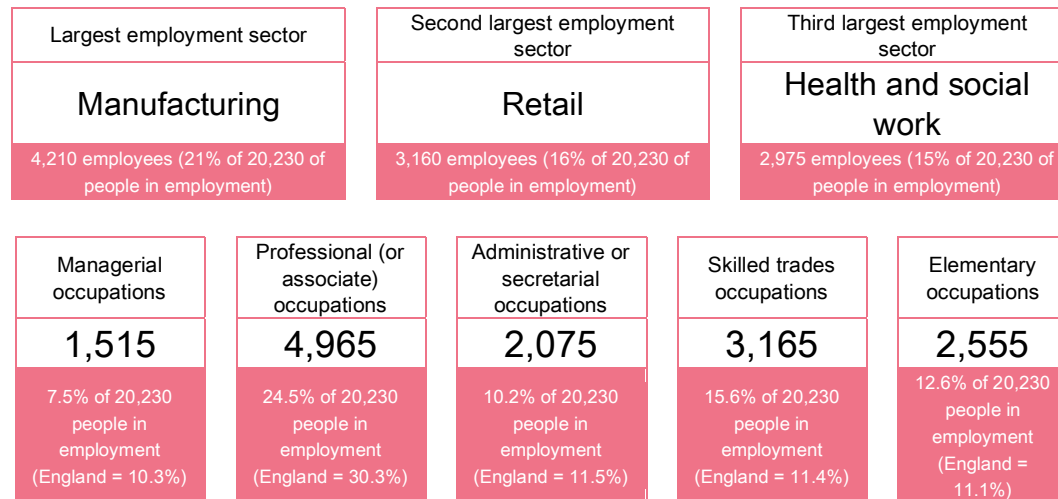 Largest employment sector
Manufacturing
4,210 employees (21% of 20,230 of
people in employment)
Second largest employment
sector
Retail
3,160 employees (16% of 20,230 of
people in employment)
Third largest employment
sector
Health and social
work
2,975 employees (15% of 20,230 of
people in employment)
Managerial
occupations
1,515
7.5% of 20,230
people in
employment
(England = 10.3%)
Professional (or
associate)
occupations
4,965
24.5% of 20,230
people in
employment
(England = 30.3%)
Administrative or
secretarial
occupations
2,075
10.2% of 20,230
people in
employment
(England = 11.5%)
Skilled trades
occupations
3,165
15.6% of 20,230
people in
employment
(England = 11.4%)
Elementary
occupations
2,555
12.6% of 20,230
people in
employment
(England =
11.1%)